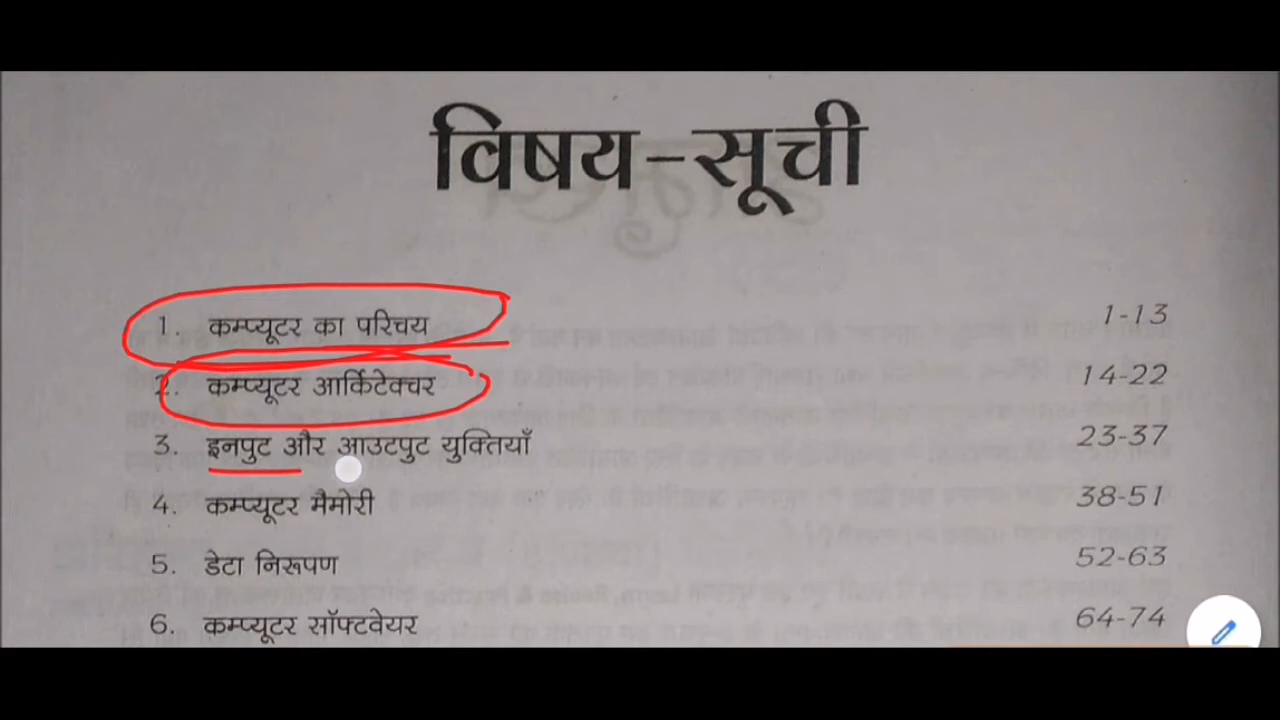 विषय-सूची
1. कम्प्यूटर का परिचय 1-13
2. कम्प्यूटर आर्किटेक्चर 14-22
3. इनपुट और आउटपुट युक्तियाँ 23-37
4. कम्प्यूटर मैमोरी 38-51
5. डेटा निरूपण 52-63
6. कम्प्यूटर सॉफ्टवेयर 64-74